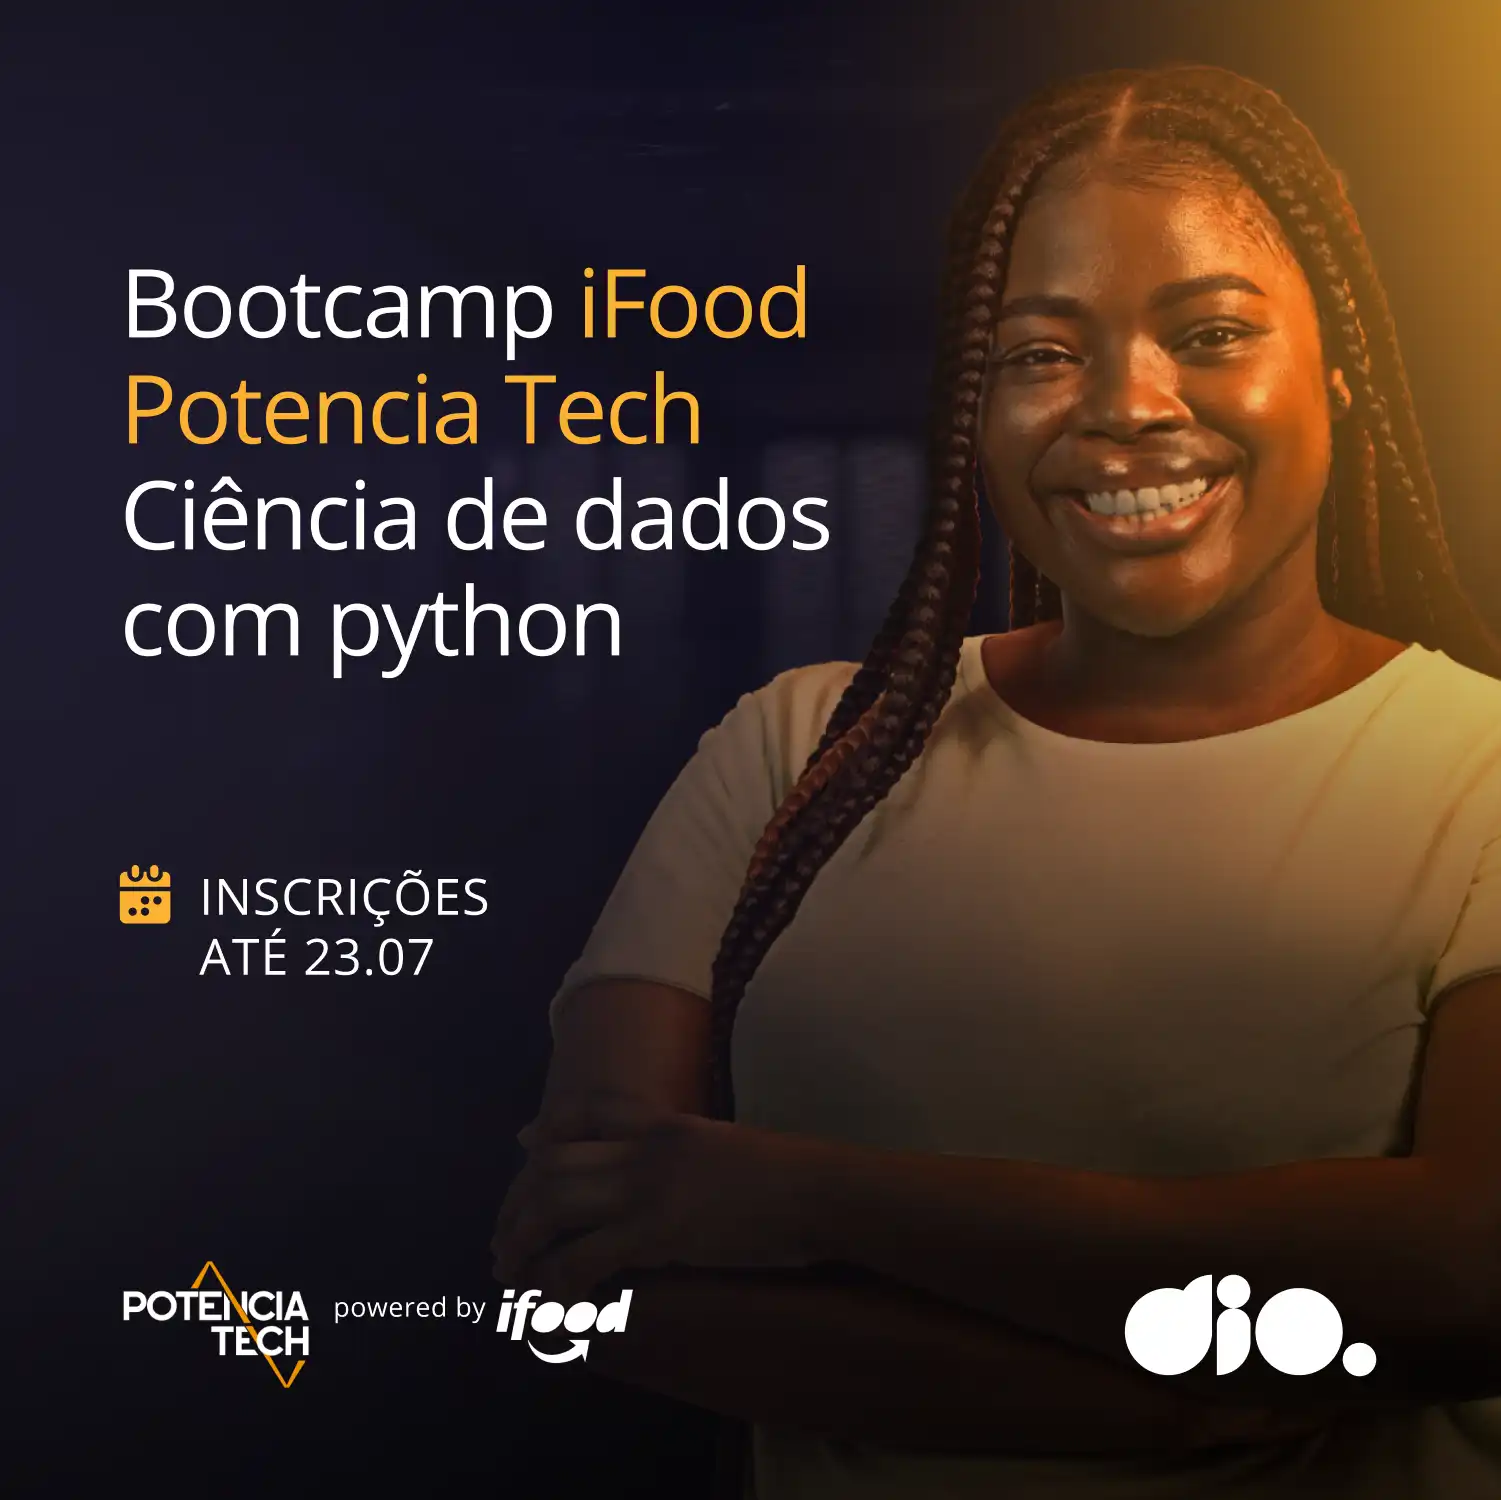 Bootcamp iFood
Potencia Tech
Ciência de dados
com python
INSCRIÇÕES
ATÉ 23.07
POTENCIA
TECH
powered by ifood
dio.